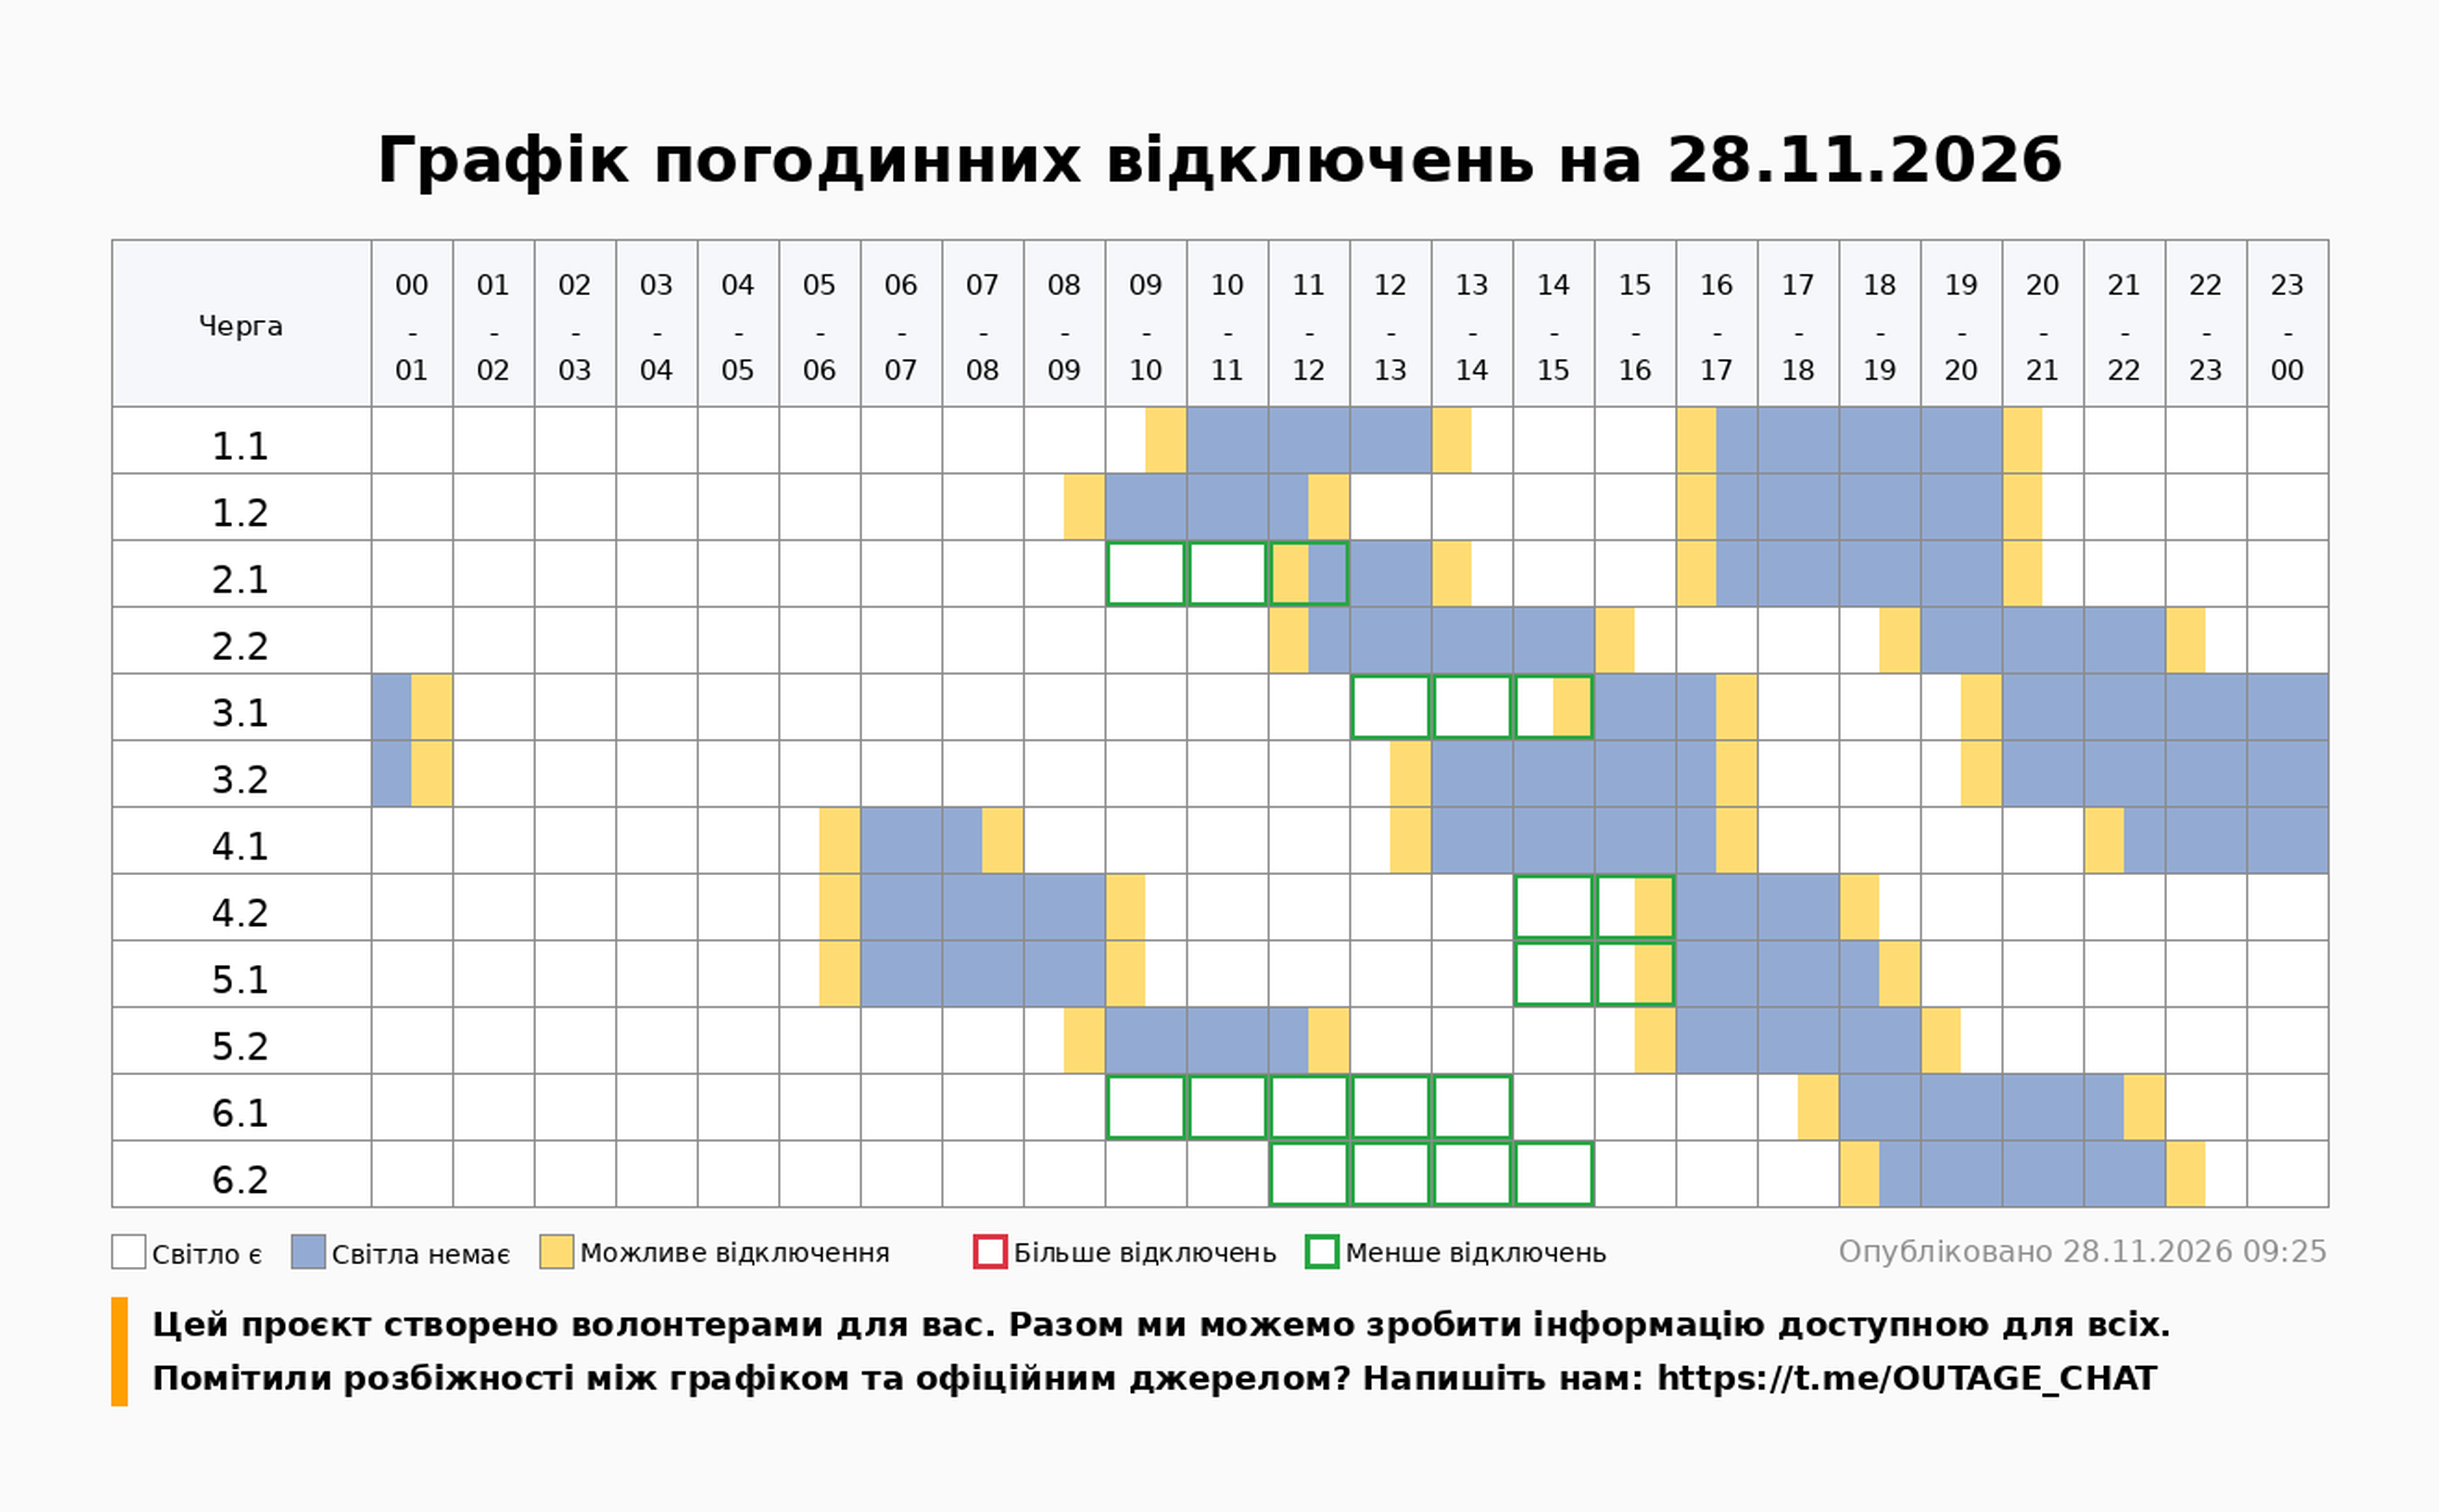 Графік погодинних відключень на 28.11.2026
Черга
00 - 01
01 - 02
02 - 03
03 - 04
04 - 05
05 - 06
06 - 07
07 - 08
08 - 09
09 - 10
10 - 11
11 - 12
12 - 13
13 - 14
14 - 15
15 - 16
16 - 17
17 - 18
18 - 19
19 - 20
20 - 21
21 - 22
22 - 23
23 - 00
1.1
1.2
2.1
2.2
3.1
3.2
4.1
4.2
5.1
5.2
6.1
6.2
Світло є
Світла немає
Можливе відключення
Більше відключень
Менше відключень
Опубліковано 28.11.2026 09:25
Цей проєкт створено волонтерами для вас. Разом ми можемо зробити інформацію доступною для всіх.
Помітили розбіжності між графіком та офіційним джерелом? Напишіть нам: https://t.me/OUTAGE_CHAT